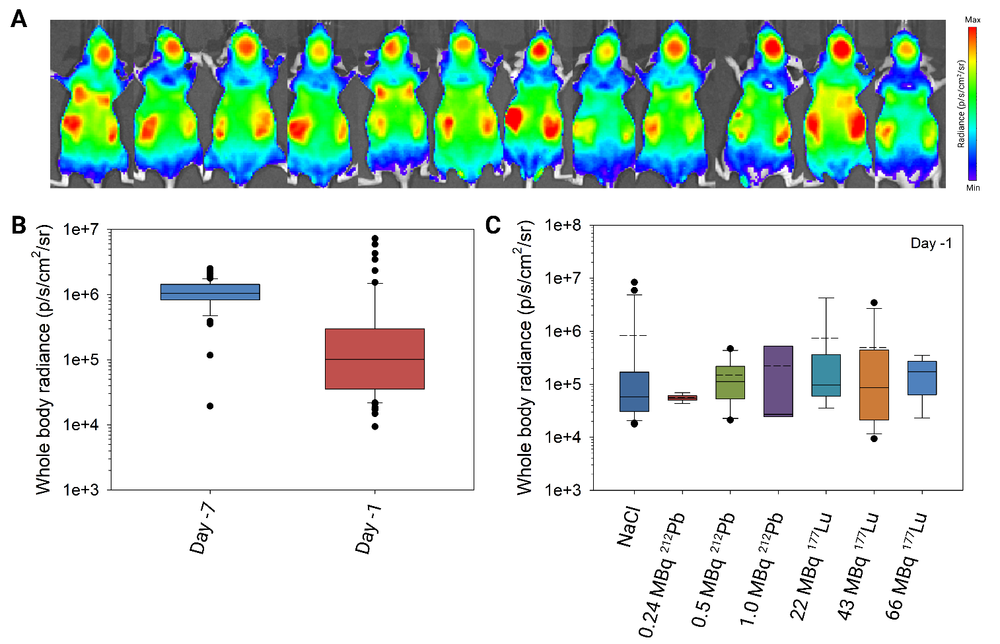 A
Max
Radiance (p/s/cm²/sr)
Min
B
Whole body radiance (p/s/cm²/sr)
1e+7
1e+6
1e+5
1e+4
1e+3
Day -7
Day -1
C
Whole body radiance (p/s/cm²/sr)
1e+8
1e+7
1e+6
1e+5
1e+4
1e+3
Day -1
NaCl
0.24 MBq ²¹²Pb
0.5 MBq ²¹²Pb
1.0 MBq ²¹²Pb
22 MBq ¹⁷⁷Lu
43 MBq ¹⁷⁷Lu
66 MBq ¹⁷⁷Lu